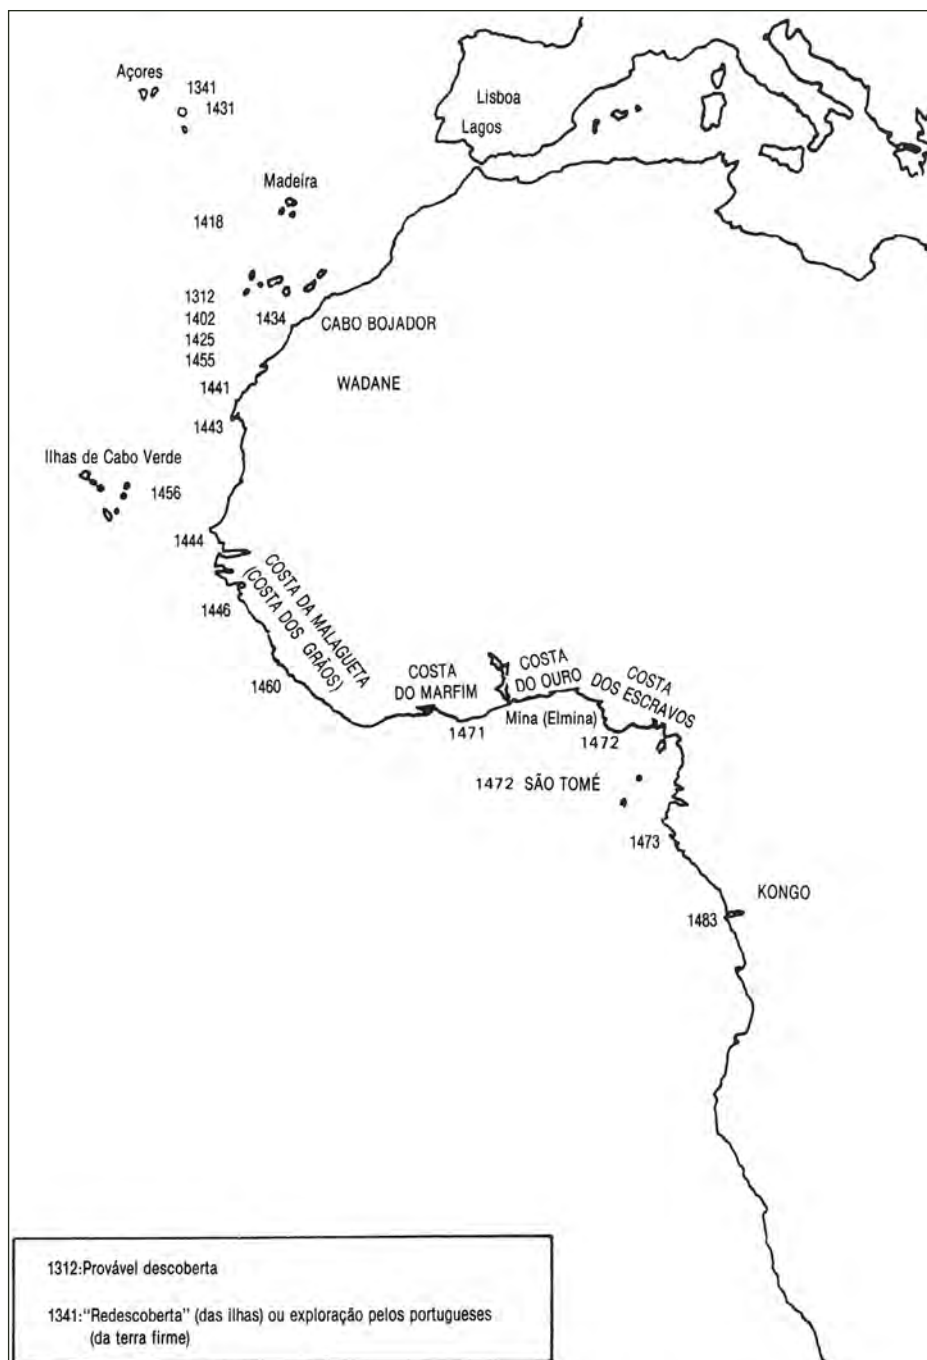 Açores
1341
1431
Lisboa
Lagos
Madeira
1418
1312
1434
1402
CABO BOJADOR
1425
1455
1441
WADANE
1443
Ilhas de Cabo Verde
1456
1444
COSTA DA MALAGUETA
(COSTA DOS GRÃOS)
1446
1460
COSTA
DO MARFIM
COSTA
DO OURO
COSTA
DOS ESCRAVOS
Mina (Elmina)
1471
1472
1472 SÃO TOMÉ
1473
KONGO
1483
1312:Provável descoberta
1341:"Redescoberta" (das ilhas) ou exploração pelos portugueses
(da terra firme)